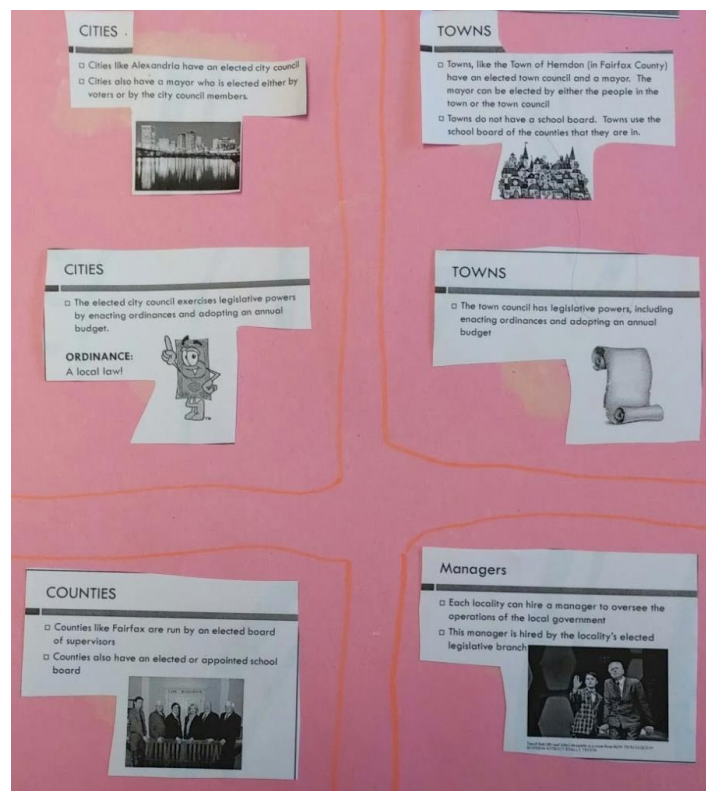 CITIES
Cities like Alexandria have an elected city council
Cities also have a mayor who is elected either by
voters or by the city council members.
TOWNS
Towns, like the Town of Herndon (in Fairfax County)
have an elected town council and a mayor. The
mayor can be elected by either the people in the
town or the town council
Towns do not have a school board. Towns use the
school board of the counties that they are in.
CITIES
The elected city council exercises legislative powers
by enacting ordinances and adopting an annual
budget.
ORDINANCE:
A local law!
TOWNS
The town council has legislative powers, including
enacting ordinances and adopting an annual
budget
COUNTIES
Counties like Fairfax are run by an elected board
of supervisors
Counties also have an elected or appointed school
board
Managers
Each locality can hire a manager to oversee the
operations of the local government
This manager is hired by the locality's elected
legislative branch